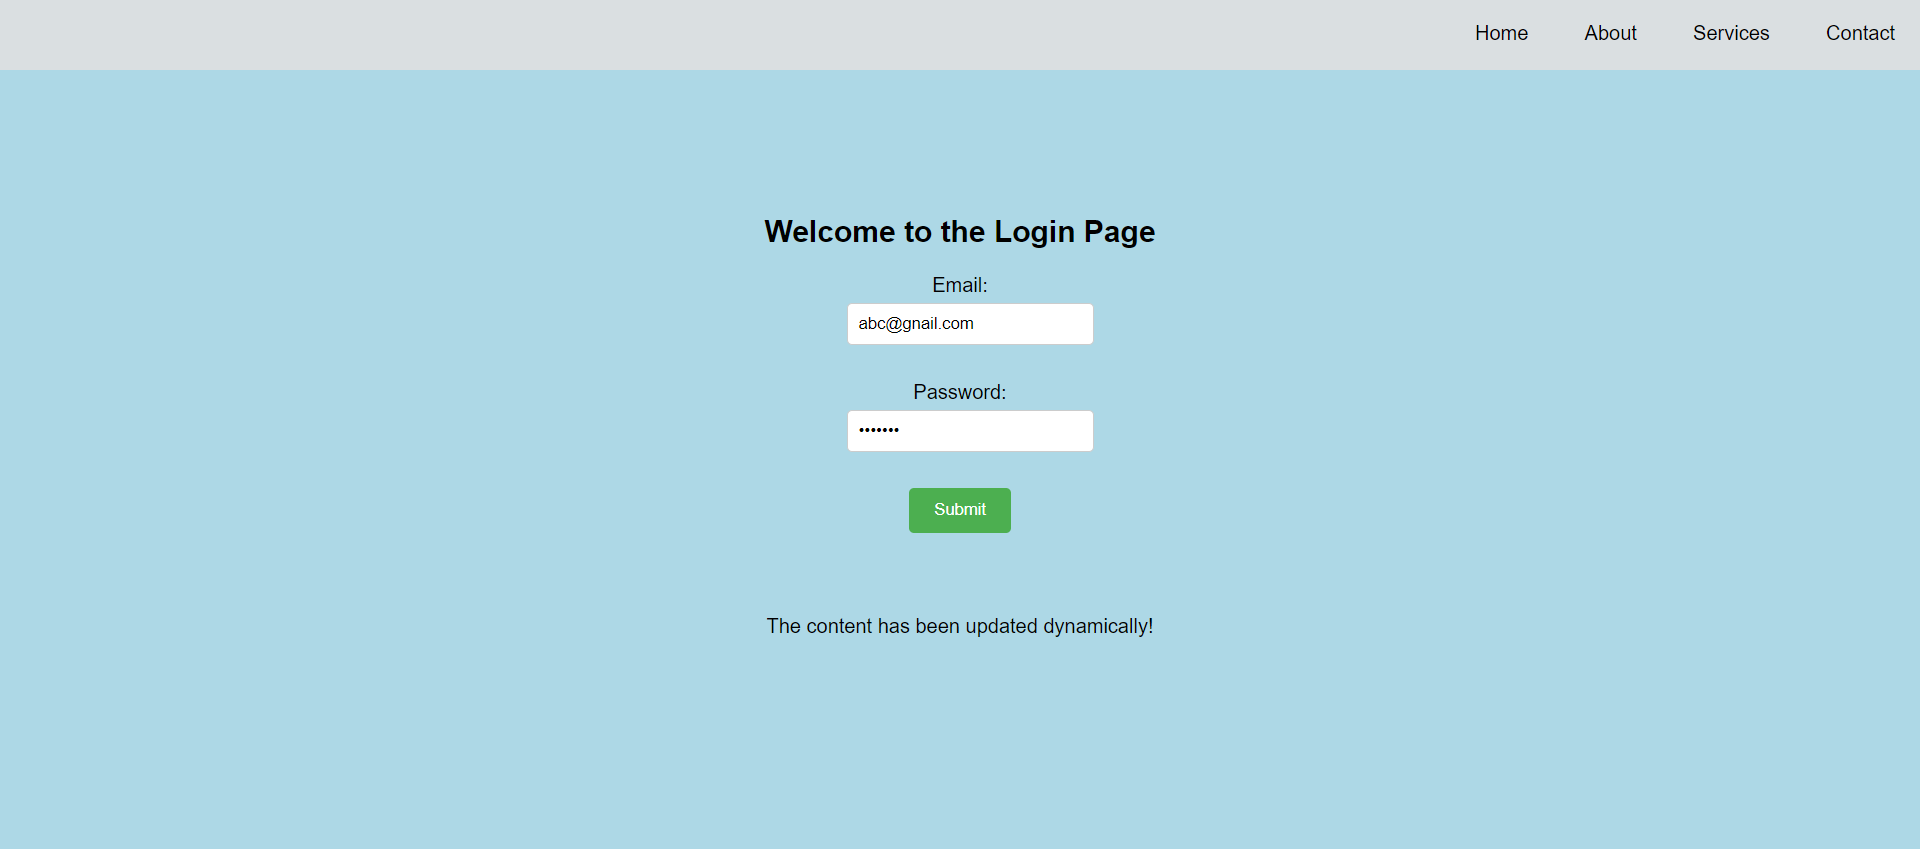 Home About Services Contact
Welcome to the Login Page
Email:
abc@gnail.com
Password:
•••••••
Submit
The content has been updated dynamically!